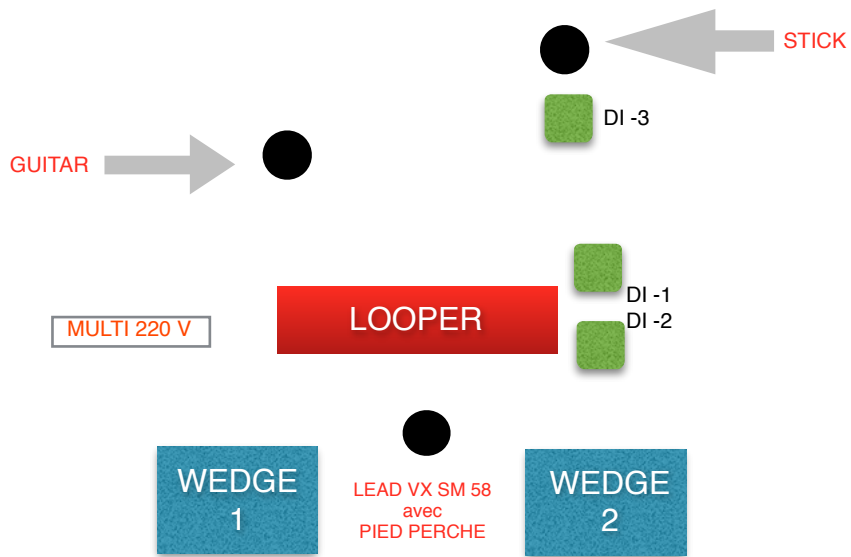 STICK
DI -3
GUITAR
DI -1
DI -2
LOOPER
MULTI 220 V
WEDGE
1
LEAD VX SM 58
avec
PIED PERCHE
WEDGE
2